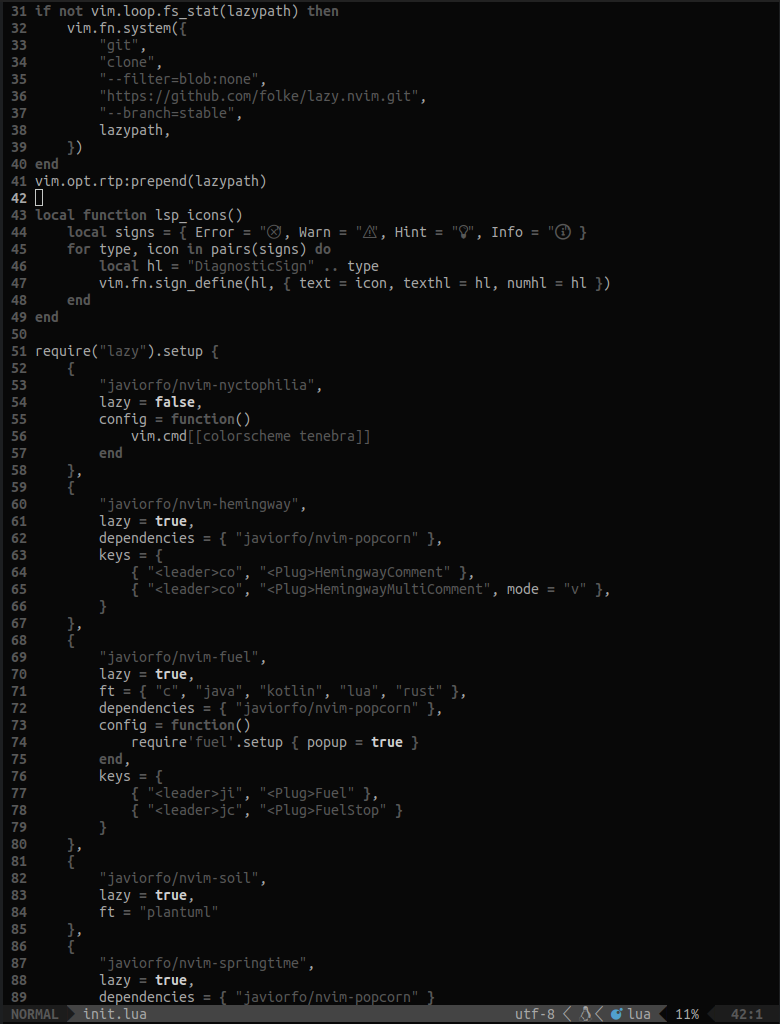 31 if not vim.loop.fs_stat(lazypath) then
32     vim.fn.system({
33         "git",
34         "clone",
35         "--filter=blob:none",
36         "https://github.com/folke/lazy.nvim.git",
37         "--branch=stable",
38         lazypath,
39     })
40 end
41 vim.opt.rtp:prepend(lazypath)
42
43 local function lsp_icons()
44     local signs = { Error = "", Warn = "", Hint = "", Info = " }
45     for type, icon in pairs(signs) do
46         local hl = "DiagnosticSign" .. type
47         vim.fn.sign_define(hl, { text = icon, texthl = hl, numhl = hl })
48     end
49 end
50
51 require("lazy").setup {
52     {
53         "javiorfo/nvim-nyctophilia",
54         lazy = false,
55         config = function()
56             vim.cmd[[colorscheme tenebra]]
57         end
58     },
59     {
60         "javiorfo/nvim-hemingway",
61         lazy = true,
62         dependencies = { "javiorfo/nvim-popcorn" },
63         keys = {
64             { "<leader>co", "<Plug>HemingwayComment" },
65             { "<leader>co", "<Plug>HemingwayMultiComment", mode = "v" },
66         }
67     },
68     {
69         "javiorfo/nvim-fuel",
70         lazy = true,
71         ft = { "c", "java", "kotlin", "lua", "rust" },
72         dependencies = { "javiorfo/nvim-popcorn" },
73         config = function()
74             require'fuel'.setup { popup = true }
75         end,
76         keys = {
77             { "<leader>ji", "<Plug>Fuel" },
78             { "<leader>jc", "<Plug>FuelStop" }
79         }
80     },
81     {
82         "javiorfo/nvim-soil",
83         lazy = true,
84         ft = "plantuml"
85     },
86     {
87         "javiorfo/nvim-springtime",
88         lazy = true,
89         dependencies = { "javiorfo/nvim-popcorn" }
NORMAL init.lua utf-8 lua 11% 42:1